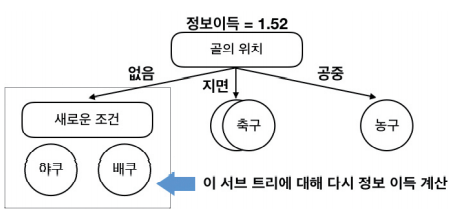 정보이득 = 1.52
골의 위치
없음
지면
공중
새로운 조건
축구
농구
야쿠
배쿠
이 서브 트리에 대해 다시 정보 이득 계산